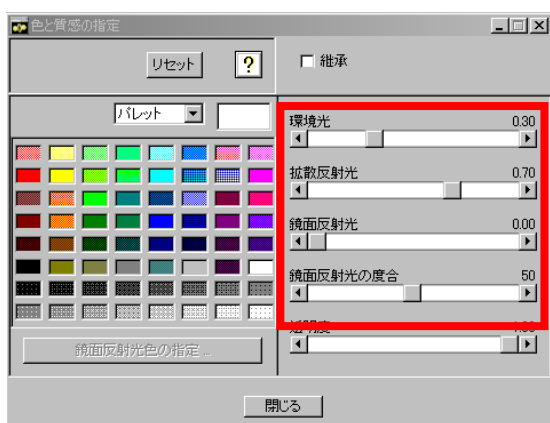 色と質感の指定
リセット
?
継承
パレット
環境光 0.30
拡散反射光 0.70
鏡面反射光 0.00
鏡面反射光の度合 50
鏡面反射光色の指定...
閉じる